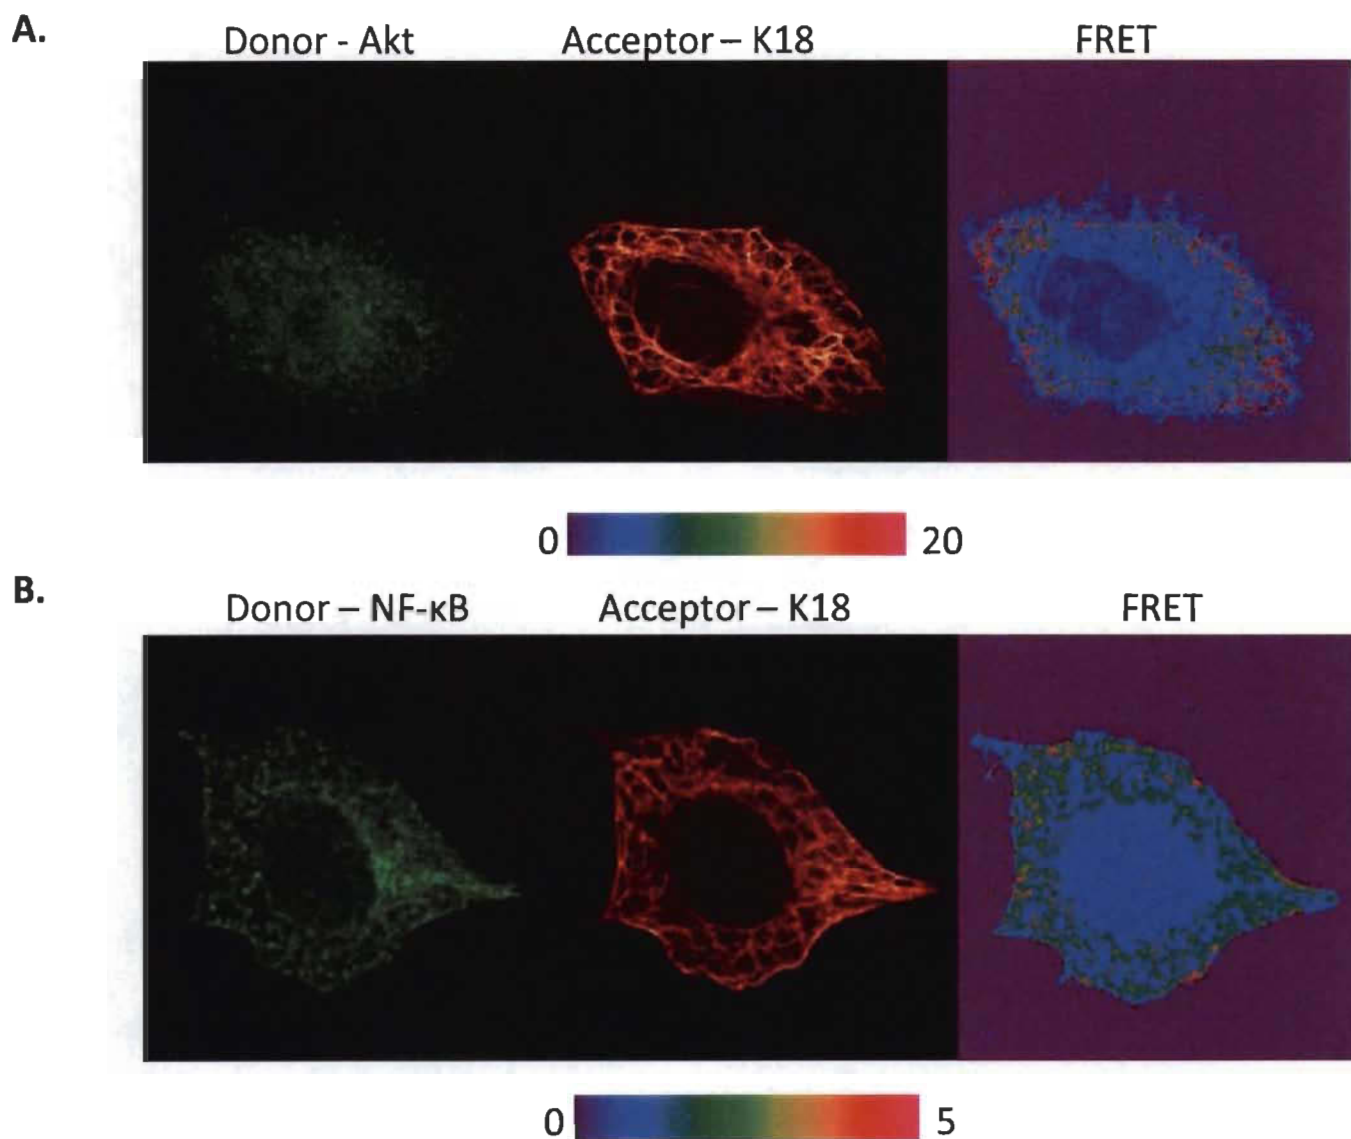 A.
Donor - Akt Acceptor – K18 FRET
0 20
B.
Donor – NF-κB Acceptor – K18 FRET
0 5